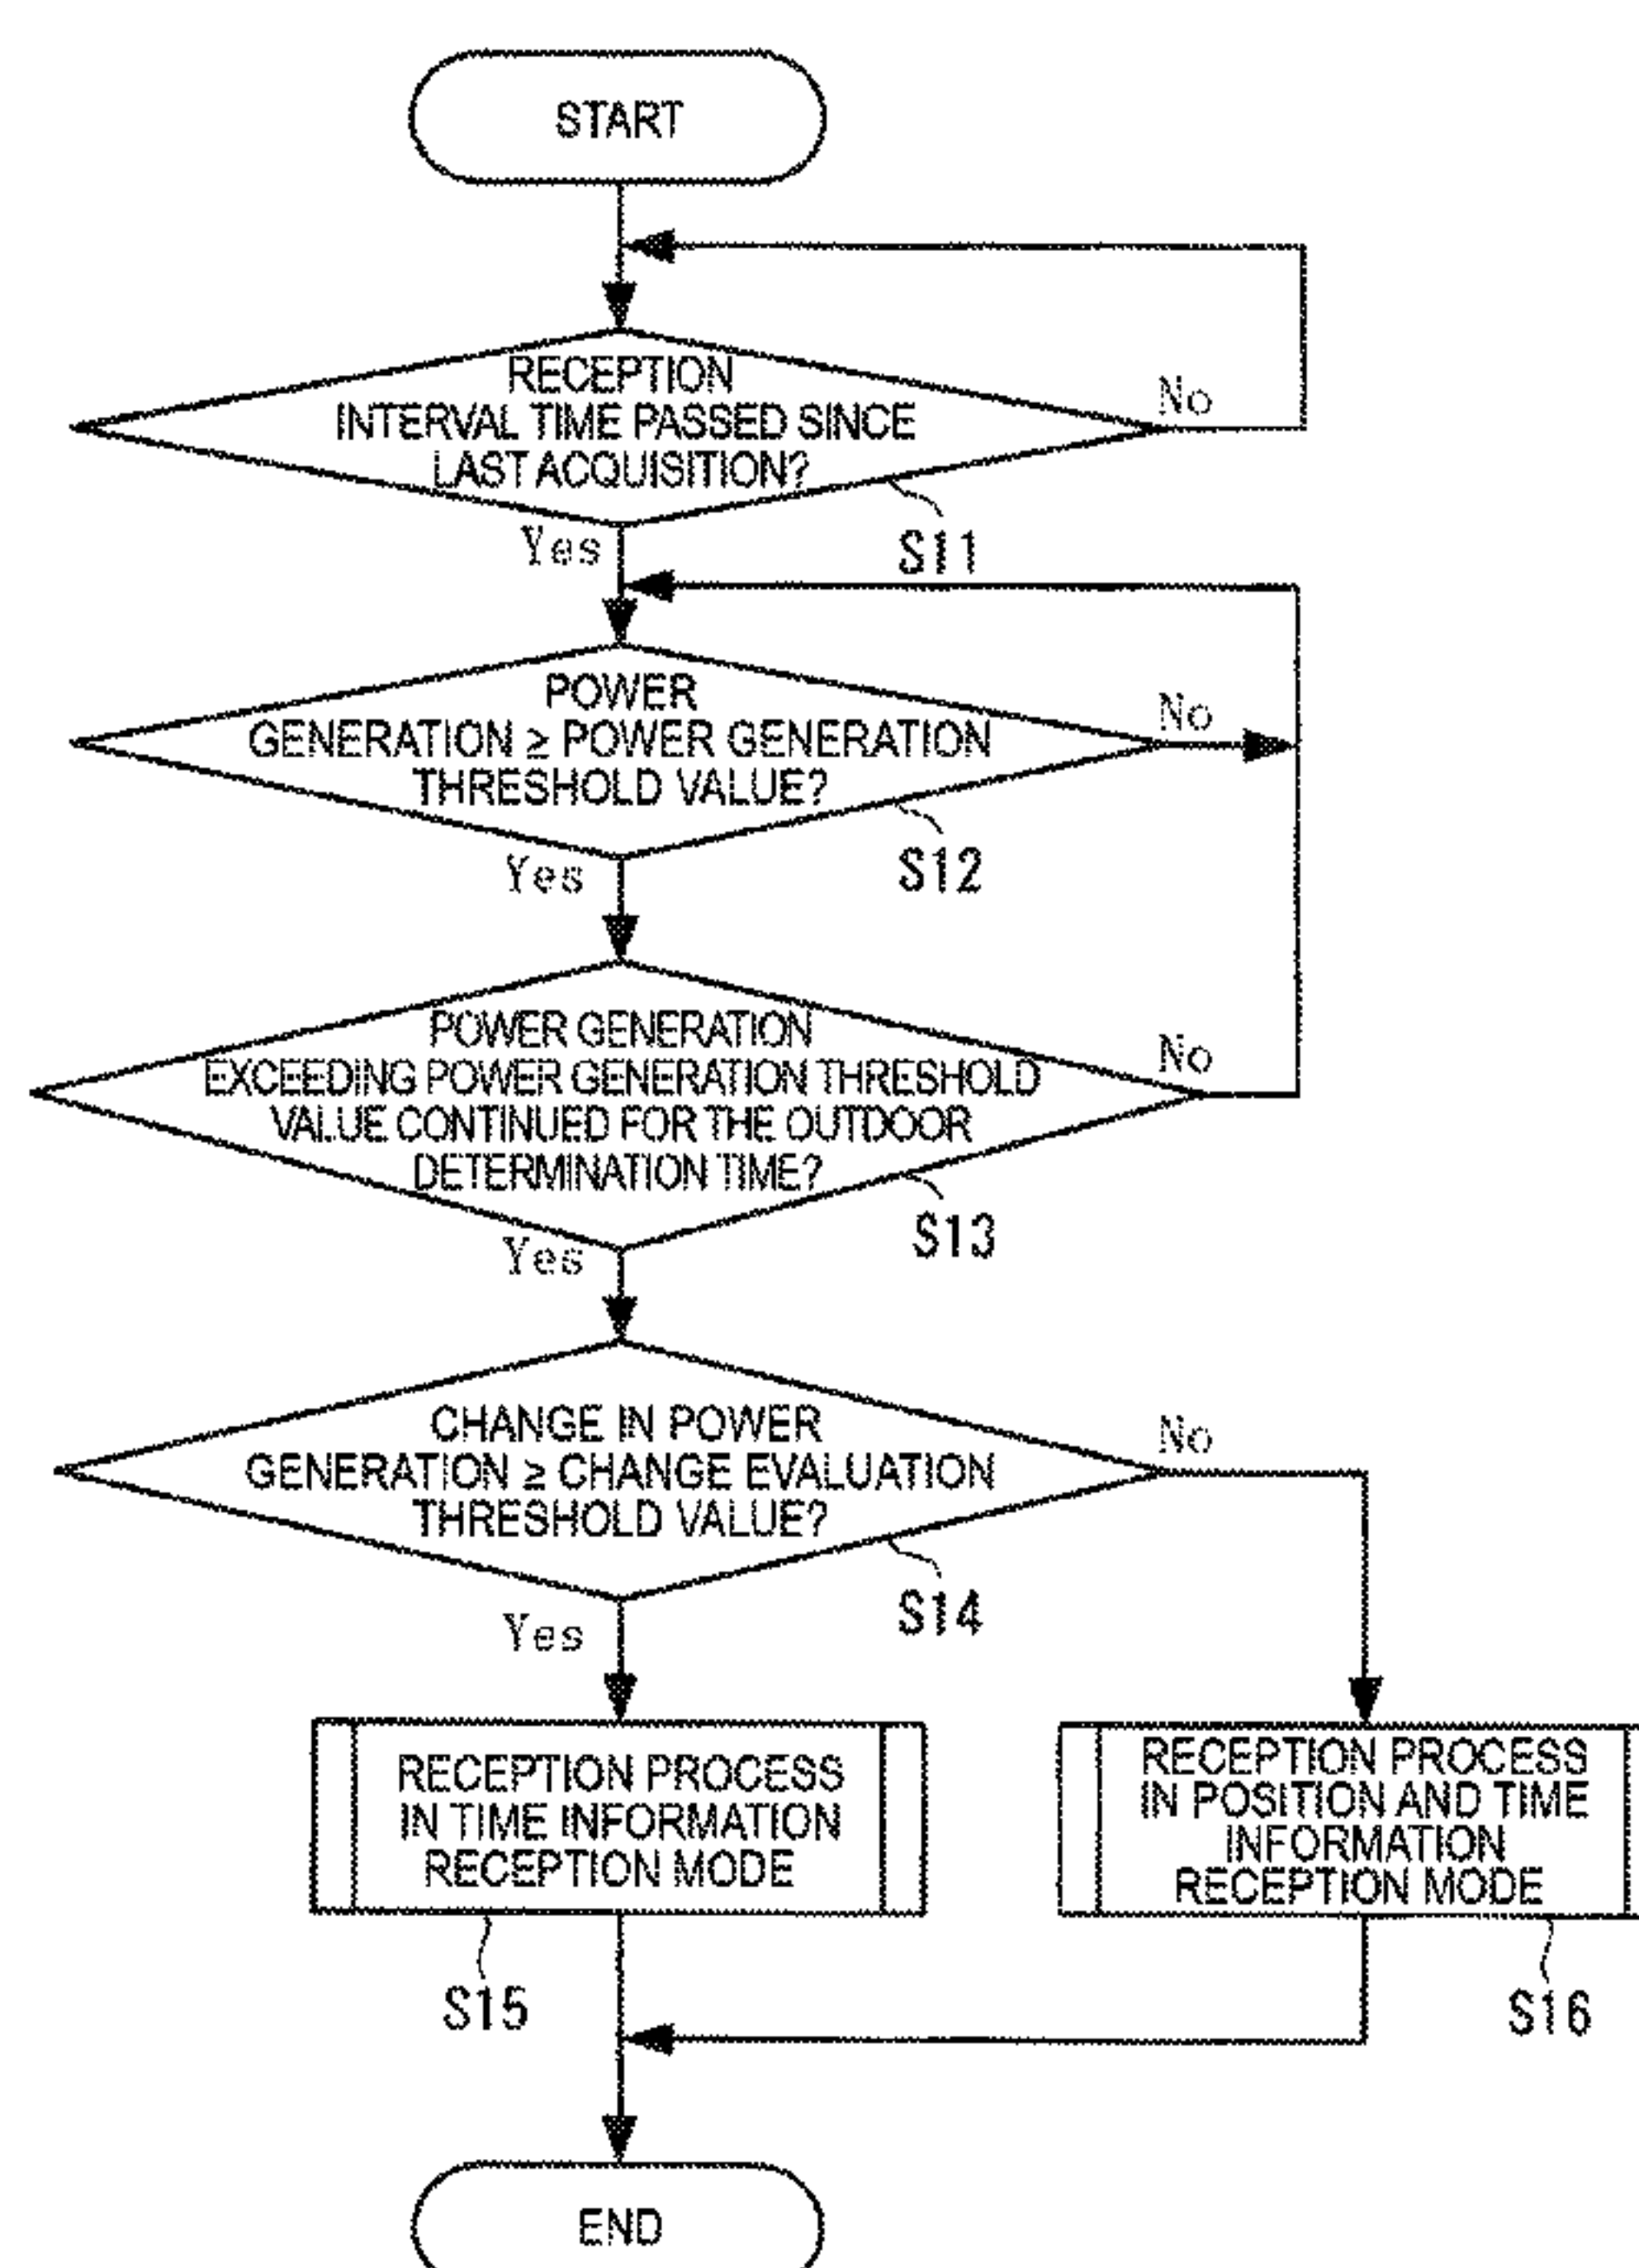 START
RECEPTION
INTERVAL TIME PASSED SINCE
LAST ACQUISITION?
No
Yes
S11
POWER
GENERATION ≥ POWER GENERATION
THRESHOLD VALUE?
No
Yes
S12
POWER GENERATION
EXCEEDING POWER GENERATION THRESHOLD
VALUE CONTINUED FOR THE OUTDOOR
DETERMINATION TIME?
No
Yes
S13
CHANGE IN POWER
GENERATION ≥ CHANGE EVALUATION
THRESHOLD VALUE?
No
Yes
S14
RECEPTION PROCESS
IN TIME INFORMATION
RECEPTION MODE
S15
RECEPTION PROCESS
IN POSITION AND TIME
INFORMATION
RECEPTION MODE
S16
END